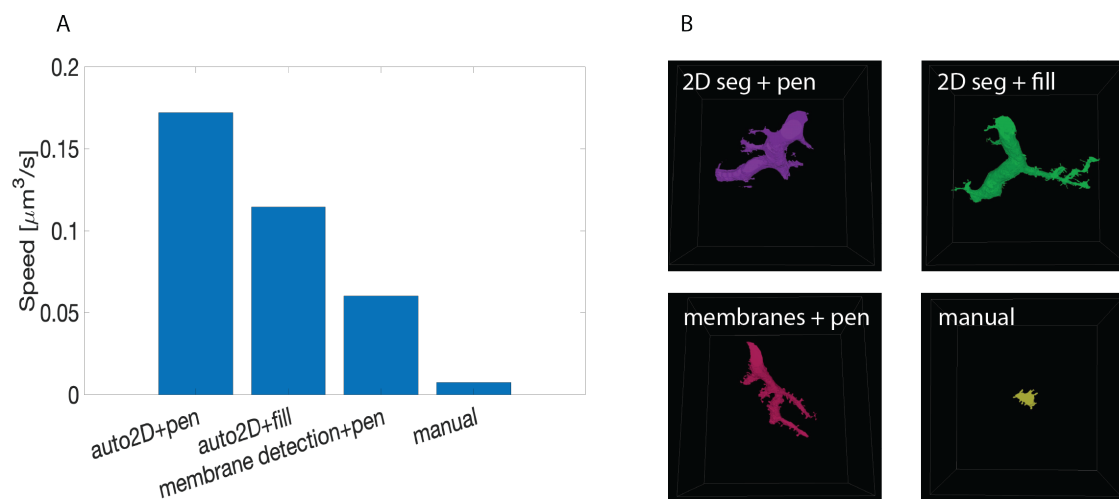 A
Speed [μm³/s]
0.2
0.15
0.1
0.05
0
auto2D+pen
auto2D+fill
membrane detection+pen
manual
B
2D seg + pen
2D seg + fill
membranes + pen
manual